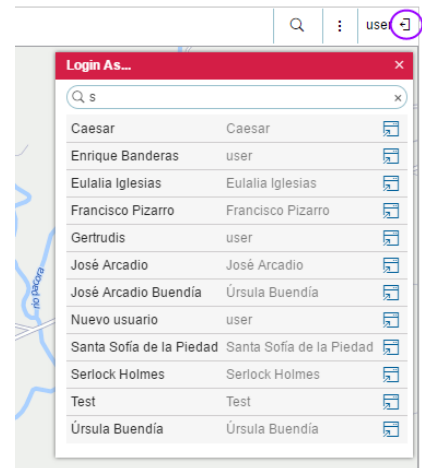 user
Login As...
s
Caesar Caesar
Enrique Banderas user
Eulalia Iglesias Eulalia Iglesias
Francisco Pizarro Francisco Pizarro
Gertrudis user
José Arcadio José Arcadio
José Arcadio Buendía Úrsula Buendía
Nuevo usuario user
Santa Sofía de la Piedad Santa Sofía de la Piedad
Serlock Holmes Serlock Holmes
Test Test
Úrsula Buendía Úrsula Buendía
río pacora